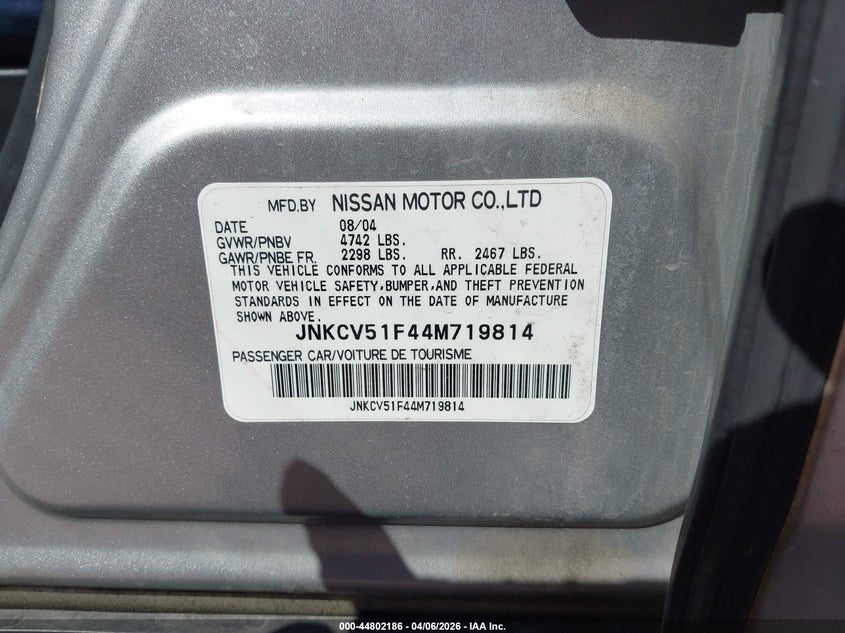 MFD.BY NISSAN MOTOR CO.,LTD
DATE 08/04
GVWR/PNBV 4742 LBS.
GAWR/PNBE FR. 2298 LBS. RR. 2467 LBS.
THIS VEHICLE CONFORMS TO ALL APPLICABLE FEDERAL
MOTOR VEHICLE SAFETY,BUMPER,AND THEFT PREVENTION
STANDARDS IN EFFECT ON THE DATE OF MANUFACTURE
SHOWN ABOVE.
JNKCV51F44M719814
PASSENGER CAR/VOITURE DE TOURISME
JNKCV51F44M719814
000-44802186 - 04/06/2026 - IAA Inc.